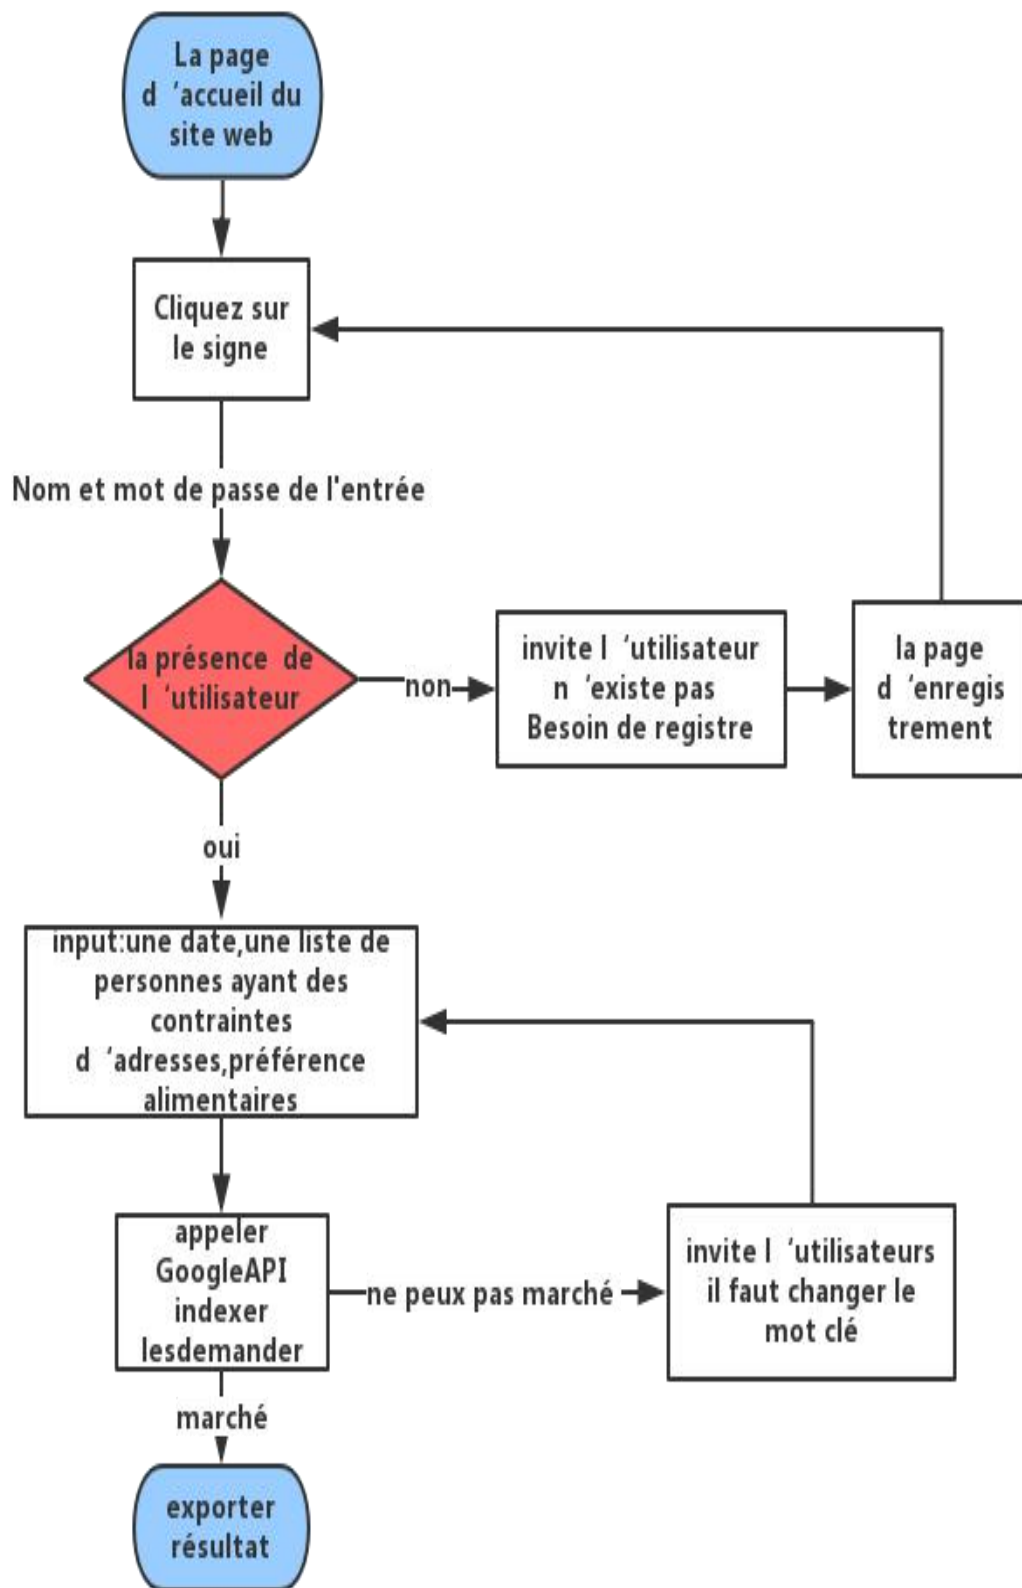 La page
d ‘accueil du
site web
Cliquez sur
le signe
Nom et mot de passe de l'entrée
la présence de
l ‘utilisateur
non
invite l ‘utilisateur
n ‘existe pas
Besoin de registre
la page
d ‘enregis
trement
oui
input:une date,une liste de
personnes ayant des
contraintes
d ‘adresses,préférence
alimentaires
appeler
GoogleAPI
indexer
lesdemander
ne peux pas marché
invite l ‘utilisateurs
il faut changer le
mot clé
marché
exporter
résultat